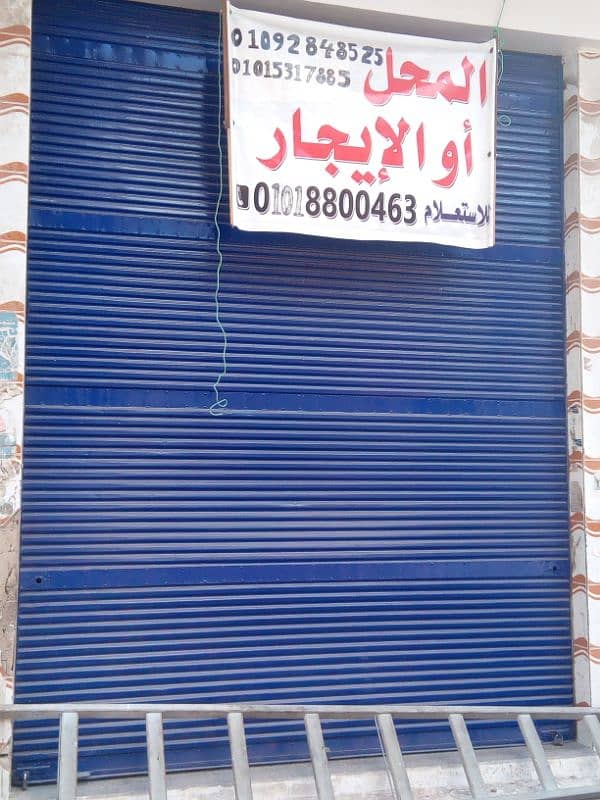 01092848525
01015317885
المحل
أو الإيجار
للاستعلام 01018800463